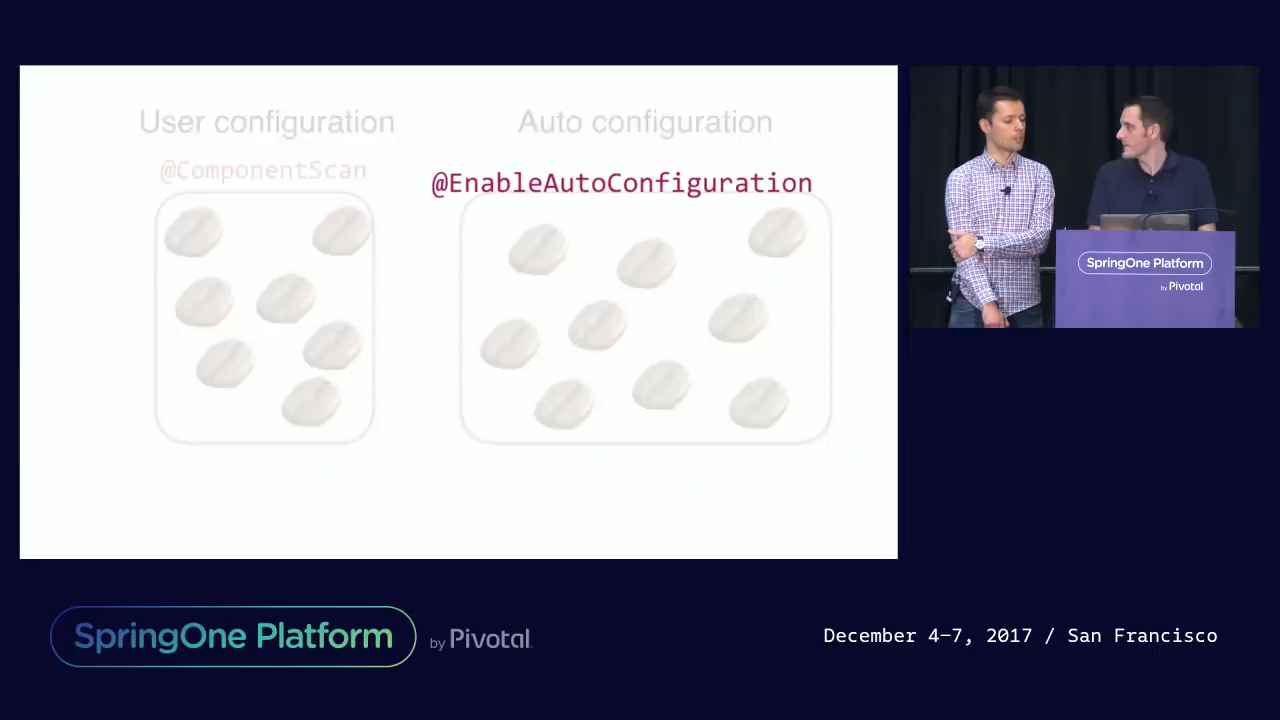 User configuration
Auto configuration
@ComponentScan
@EnableAutoConfiguration
SpringOne Platform
by Pivotal
SpringOne Platform by Pivotal.
December 4–7, 2017 / San Francisco